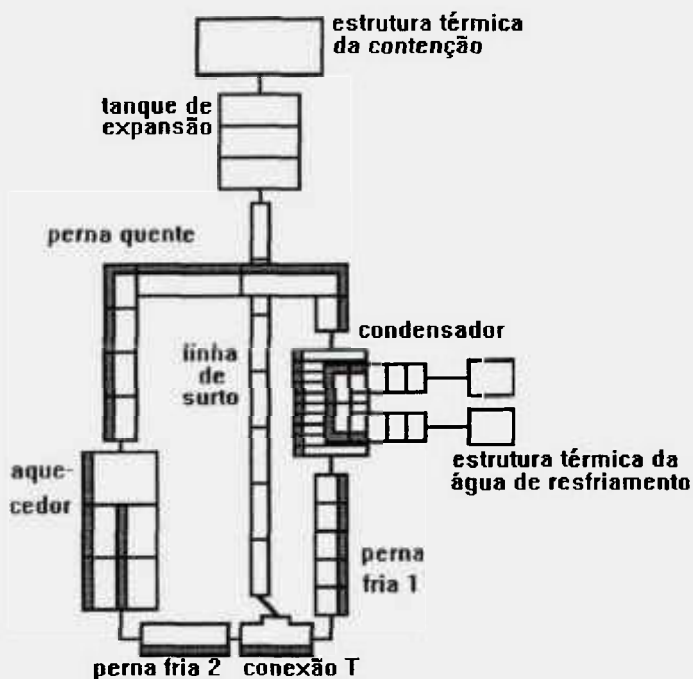 estrutura térmica
da contenção
tanque de
expansão
perna quente
condensador
linha
de
surto
estrutura térmica da
água de resfriamento
aque-
cedor
perna
fria 1
perna fria 2
conexão T